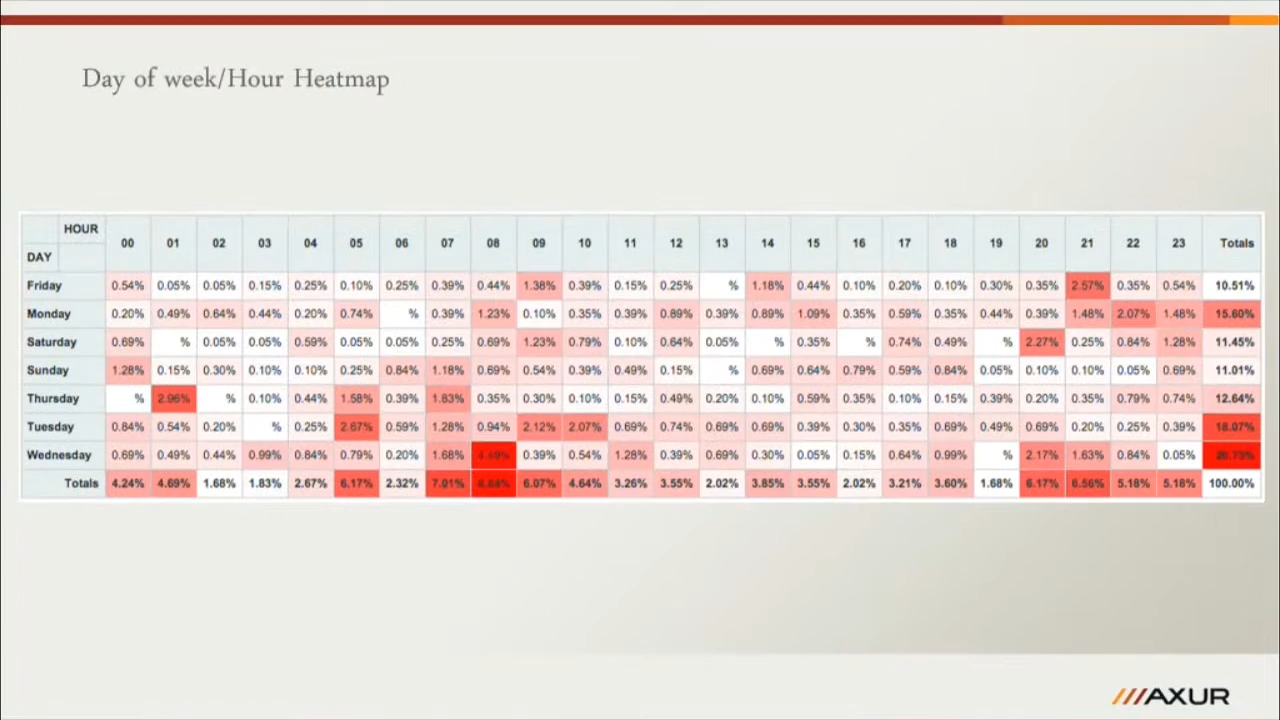 Day of week/Hour Heatmap
HOUR
DAY
00 01 02 03 04 05 06 07 08 09 10 11 12 13 14 15 16 17 18 19 20 21 22 23 Totals
Friday 0.54% 0.05% 0.05% 0.15% 0.25% 0.10% 0.25% 0.39% 0.44% 1.38% 0.39% 0.15% 0.25% % 1.18% 0.44% 0.10% 0.20% 0.10% 0.30% 0.35% 2.57% 0.35% 0.54% 10.51%
Monday 0.20% 0.49% 0.64% 0.44% 0.20% 0.74% % 0.39% 1.23% 0.10% 0.35% 0.39% 0.89% 0.39% 0.89% 1.09% 0.35% 0.59% 0.35% 0.44% 0.39% 1.48% 2.07% 1.48% 15.60%
Saturday 0.69% % 0.05% 0.05% 0.59% 0.05% 0.05% 0.25% 0.69% 1.23% 0.79% 0.10% 0.64% 0.05% % 0.35% % 0.74% 0.49% % 2.27% 0.25% 0.84% 1.28% 11.45%
Sunday 1.28% 0.15% 0.30% 0.10% 0.10% 0.25% 0.84% 1.18% 0.69% 0.54% 0.39% 0.49% 0.15% % 0.69% 0.64% 0.79% 0.59% 0.84% 0.05% 0.10% 0.10% 0.05% 0.69% 11.01%
Thursday % 2.96% % 0.10% 0.44% 1.58% 0.39% 1.83% 0.35% 0.30% 0.10% 0.15% 0.49% 0.20% 0.10% 0.59% 0.35% 0.10% 0.15% 0.39% 0.20% 0.35% 0.79% 0.74% 12.64%
Tuesday 0.84% 0.54% 0.20% % 0.25% 2.67% 0.59% 1.28% 0.94% 2.12% 2.07% 0.69% 0.74% 0.69% 0.69% 0.39% 0.30% 0.35% 0.69% 0.49% 0.69% 0.20% 0.25% 0.39% 18.07%
Wednesday 0.69% 0.49% 0.44% 0.99% 0.84% 0.79% 0.20% 1.68% 4.49% 0.39% 0.54% 1.28% 0.39% 0.69% 0.30% 0.05% 0.15% 0.64% 0.99% % 2.17% 1.63% 0.84% 0.05% 20.73%
Totals 4.24% 4.69% 1.68% 1.83% 2.67% 6.17% 2.32% 7.01% 8.84% 6.07% 4.64% 3.26% 3.55% 2.02% 3.85% 3.55% 2.02% 3.21% 3.60% 1.68% 6.17% 6.56% 5.18% 5.18% 100.00%
AXUR